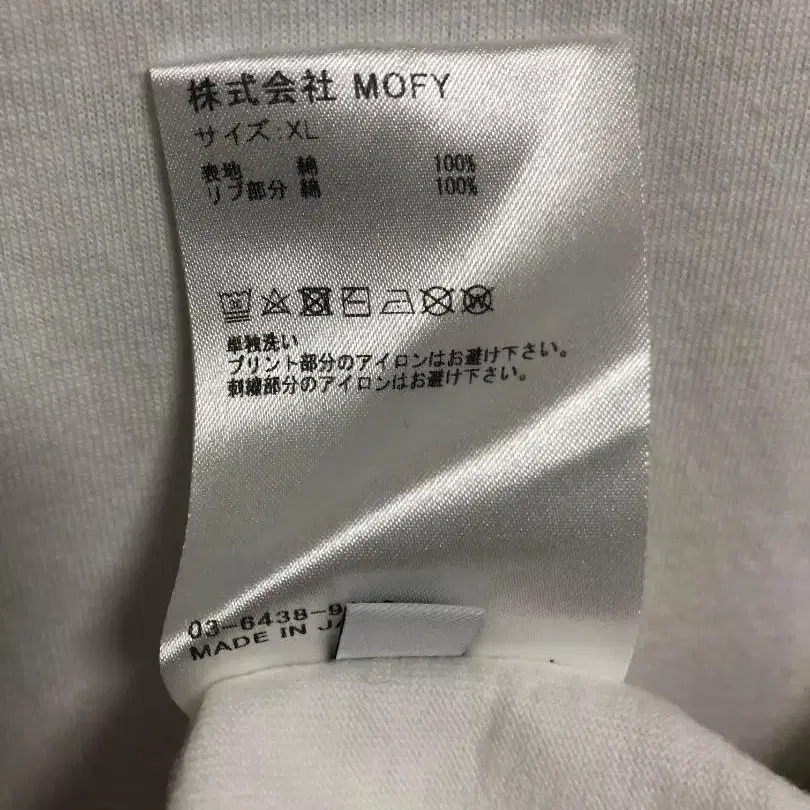 株式会社 MOFY
サイズ:XL
表地 綿 100%
リブ部分 綿 100%
単独洗い
プリント部分のアイロンはお避け下さい。
刺繍部分のアイロンはお避け下さい。
03-6438-9
MADE IN JA